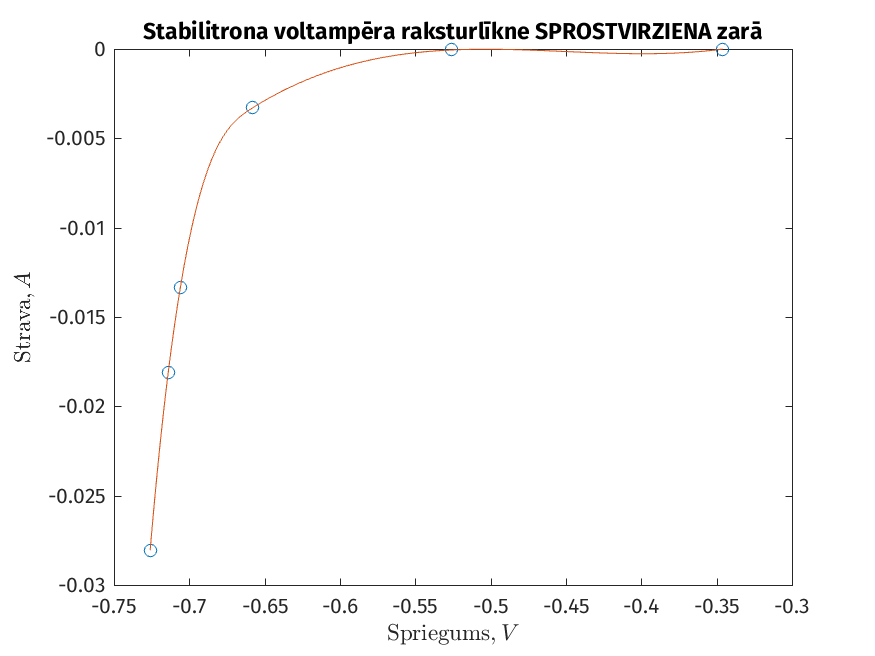 Stabilitrona voltampēra raksturlīkne SPROSTVIRZIENA zarā
0
-0.005
-0.01
-0.015
-0.02
-0.025
-0.03
Strava, A
-0.75 -0.7 -0.65 -0.6 -0.55 -0.5 -0.45 -0.4 -0.35 -0.3
Spriegums, V